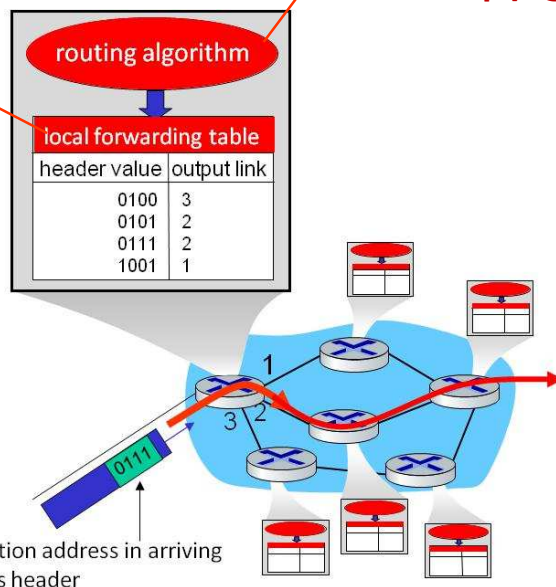 routing algorithm
local forwarding table
header value output link
0100 3
0101 2
0111 2
1001 1
1
3 2
0111
tion address in arriving
s header